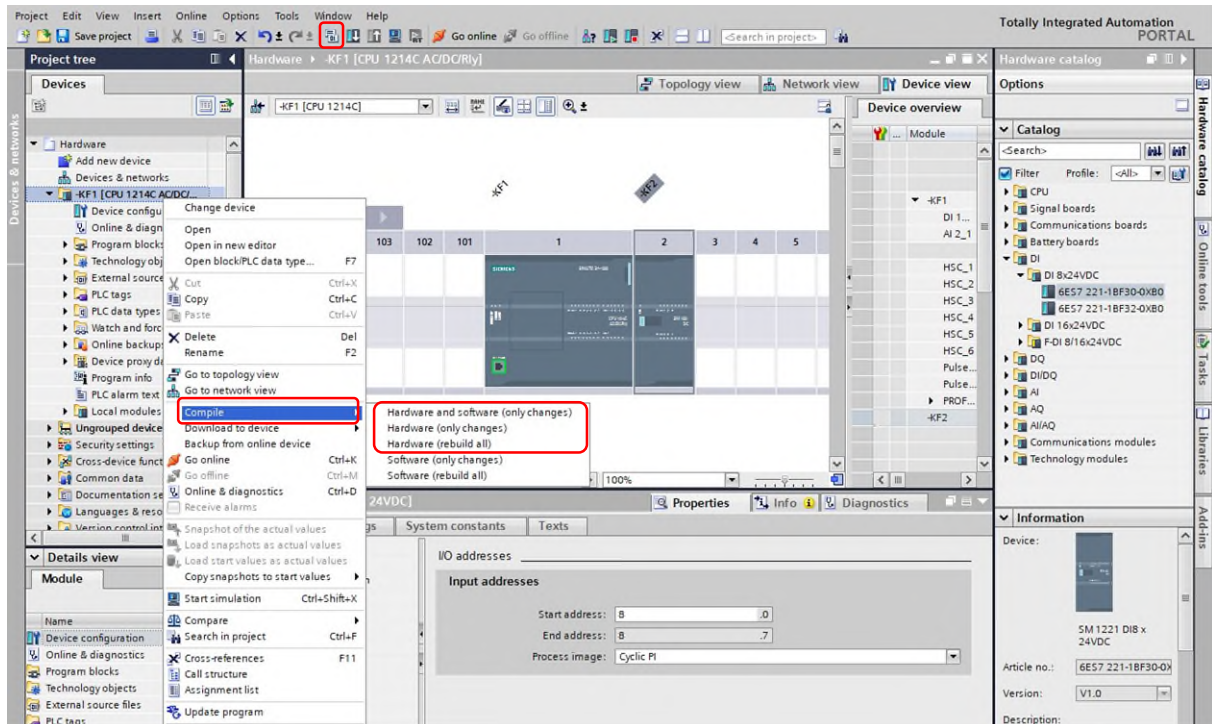 Project Edit View Insert Online Options Tools Window Help
Totally Integrated Automation
PORTAL
Save project
Go online
Go offline
<Search in project>
Project tree
Hardware ▸ -KF1 [CPU 1214C AC/DC/Rly]
Hardware catalog
Devices
Topology view
Network view
Device view
Options
-KF1 [CPU 1214C]
Device overview
Devices & networks
Hardware
Add new device
Devices & networks
-KF1 [CPU 1214C AC/DC/...
Device configu
Online & diagn
Program blocks
Technology obj
External source
PLC tags
PLC data types
Watch and forc
Online backups
Device proxy da
Program info
PLC alarm text
Local modules
Ungrouped device
Security settings
Cross-device funct
Common data
Documentation se
Languages & reso
Version control int
Change device
Open
Open in new editor
Open block/PLC data type... F7
Cut Ctrl+X
Copy Ctrl+C
Paste Ctrl+V
Delete Del
Rename F2
Go to topology view
Go to network view
Compile
Download to device
Backup from online device
Go online Ctrl+K
Go offline Ctrl+M
Online & diagnostics Ctrl+D
Receive alarms
Snapshot of the actual values
Load snapshots as actual values
Load start values as actual values
Copy snapshots to start values
Start simulation Ctrl+Shift+X
Compare
Search in project Ctrl+F
Cross-references F11
Call structure
Assignment list
Update program
Hardware and software (only changes)
Hardware (only changes)
Hardware (rebuild all)
Software (only changes)
Software (rebuild all)
-KF1
-KF2
103 102 101 1 2 3 4 5
SIEMENS
100%
... Module
-KF1
DI 1...
AI 2_1
HSC_1
HSC_2
HSC_3
HSC_4
HSC_5
HSC_6
Pulse...
Pulse...
PROF...
-KF2
Catalog
<Search>
Filter Profile: <All>
CPU
Signal boards
Communications boards
Battery boards
DI
DI 8x24VDC
6ES7 221-1BF30-0XB0
6ES7 221-1BF32-0XB0
DI 16x24VDC
F-DI 8/16x24VDC
DQ
DI/DQ
AI
AQ
AI/AQ
Communications modules
Technology modules
Hardware catalog
Online tools
Tasks
Libraries
Add-ins
24VDC]
Properties
Info
Diagnostics
gs
System constants
Texts
I/O addresses
Input addresses
Start address: 8 .0
End address: 8 .7
Process image: Cyclic PI
Information
Device:
SM 1221 DI8 x
24VDC
Article no.: 6ES7 221-1BF30-0X
Version: V1.0
Description:
Details view
Module
Name
Device configuration
Online & diagnostics
Program blocks
Technology objects
External source files
PLC tags